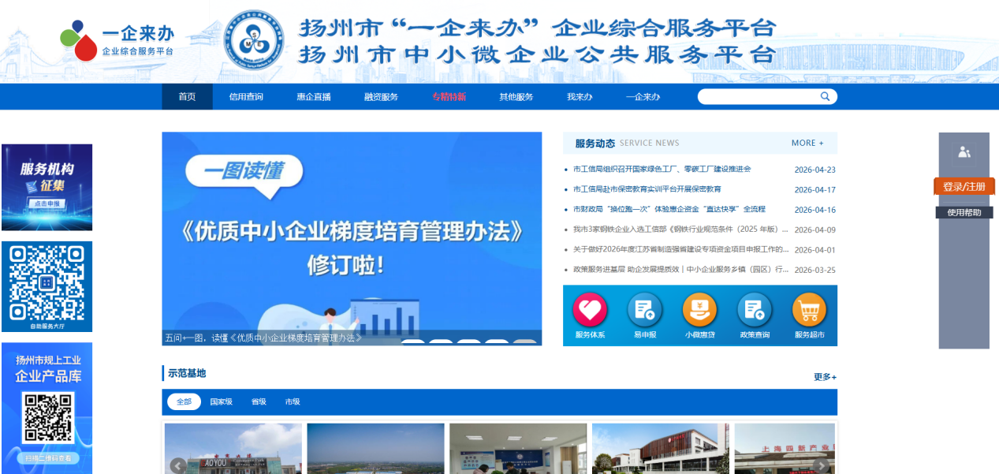 一企来办
企业综合服务平台
SME
扬州市“一企来办”企业综合服务平台
扬州市中小微企业公共服务平台
首页
信用查询
惠企直播
融资服务
专精特新
其他服务
我来办
一企来办
服务机构
征集
点击申报
自助服务大厅
扬州市规上工业
企业产品库
扫描二维码查看
一图读懂
《优质中小企业梯度培育管理办法》
修订啦!
五问+一图，读懂《优质中小企业梯度培育管理办法》
服务动态 SERVICE NEWS MORE +
市工信局组织召开国家绿色工厂、零碳工厂建设推进会 2026-04-23
市工信局赴市保密教育实训平台开展保密教育 2026-04-17
市财政局“换位跑一次”体验惠企资金“直达快享”全流程 2026-04-16
我市3家钢铁企业入选工信部《钢铁行业规范条件（2025 年版）... 2026-04-09
关于做好2026年度江苏省制造强省建设专项资金项目申报工作的... 2026-04-01
政策服务进基层 助企发展提质效｜中小企业服务乡镇（园区）行... 2026-03-25
服务体系
易申报
小微惠贷
政策查询
服务超市
登录/注册
使用帮助
示范基地
更多+
全部
国家级
省级
市级
AOYOU
上海四新产业